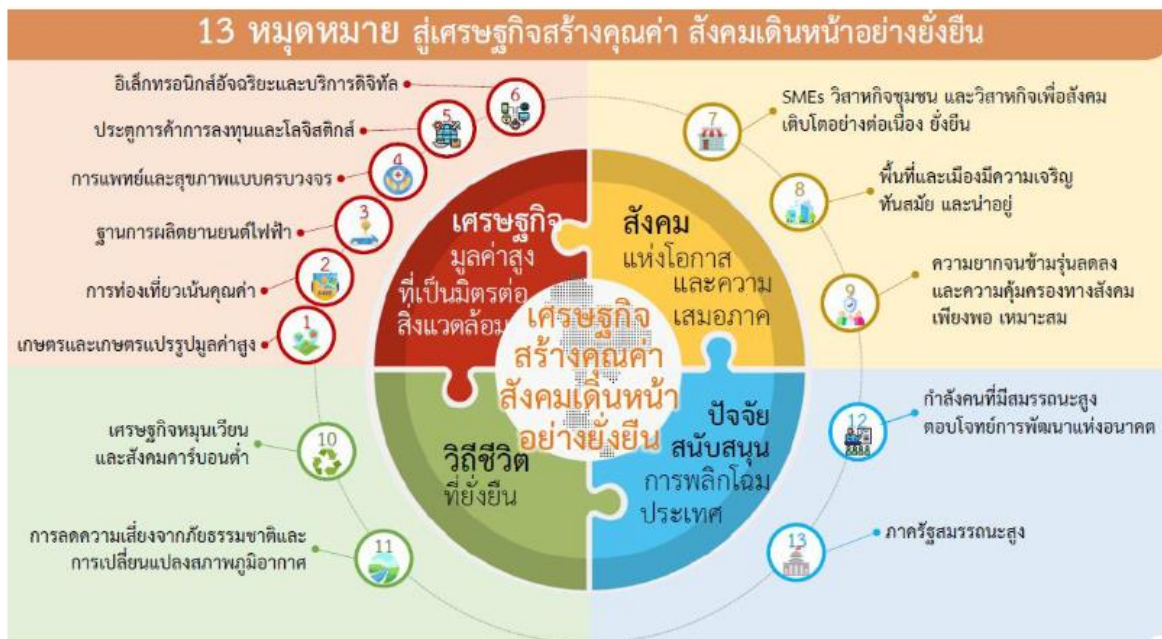 13 หมุดหมาย สู่เศรษฐกิจสร้างคุณค่า สังคมเดินหน้าอย่างยั่งยืน
6
อิเล็กทรอนิกส์อัจฉริยะและบริการดิจิทัล
5
ประตูการค้าการลงทุนและโลจิสติกส์
4
การแพทย์และสุขภาพแบบครบวงจร
3
ฐานการผลิตยานยนต์ไฟฟ้า
2
การท่องเที่ยวเน้นคุณค่า
1
เกษตรและเกษตรแปรรูปมูลค่าสูง
7
SMEs วิสาหกิจชุมชน และวิสาหกิจเพื่อสังคม
เติบโตอย่างต่อเนื่อง ยั่งยืน
8
พื้นที่และเมืองมีความเจริญ
ทันสมัย และน่าอยู่
9
ความยากจนข้ามรุ่นลดลง
และความคุ้มครองทางสังคม
เพียงพอ เหมาะสม
เศรษฐกิจ
มูลค่าสูง
ที่เป็นมิตรต่อ
สิ่งแวดล้อม
สังคม
แห่งโอกาส
และความ
เสมอภาค
เศรษฐกิจ
สร้างคุณค่า
สังคมเดินหน้า
อย่างยั่งยืน
วิถีชีวิต
ที่ยั่งยืน
ปัจจัย
สนับสนุน
การพลิกโฉม
ประเทศ
10
เศรษฐกิจหมุนเวียน
และสังคมคาร์บอนต่ำ
11
การลดความเสี่ยงจากภัยธรรมชาติและ
การเปลี่ยนแปลงสภาพภูมิอากาศ
12
กำลังคนที่มีสมรรถนะสูง
ตอบโจทย์การพัฒนาแห่งอนาคต
13
ภาครัฐสมรรถนะสูง